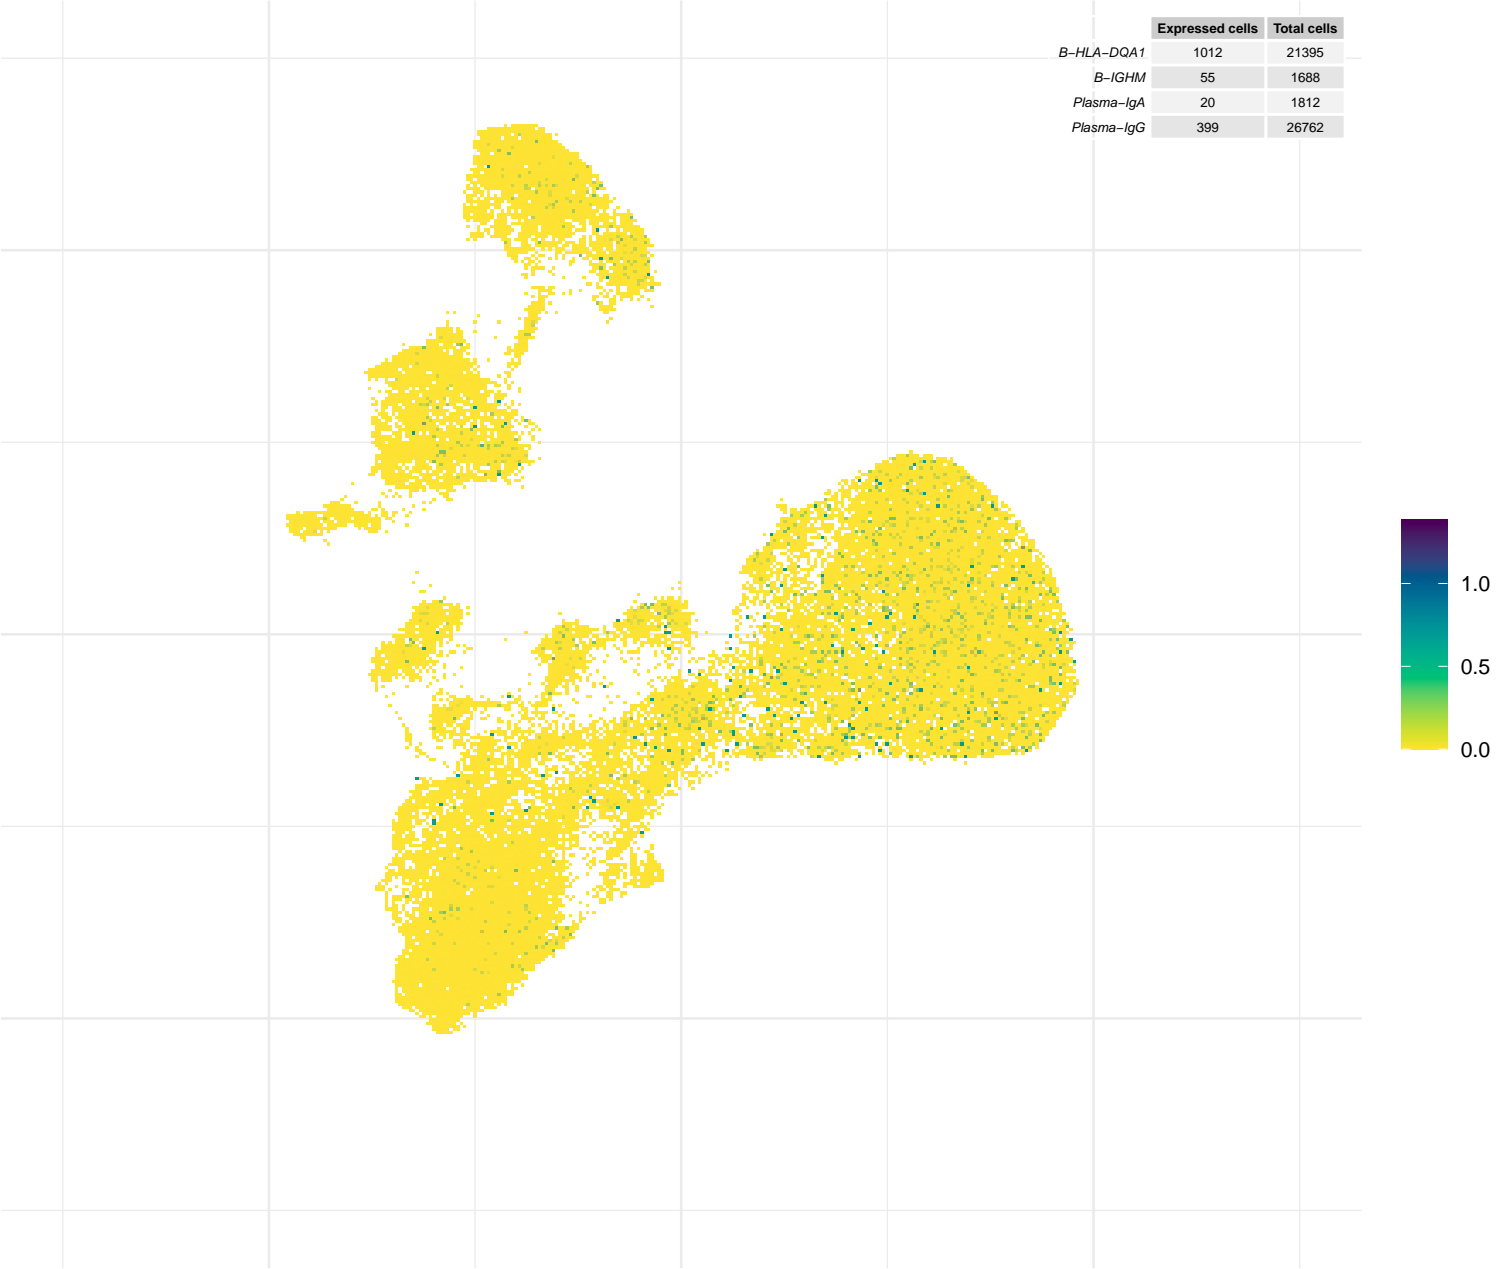 Expressed cells Total cells
B−HLA−DQA1 1012 21395
B−IGHM 55 1688
Plasma−IgA 20 1812
Plasma−IgG 399 26762
1.0
0.5
0.0